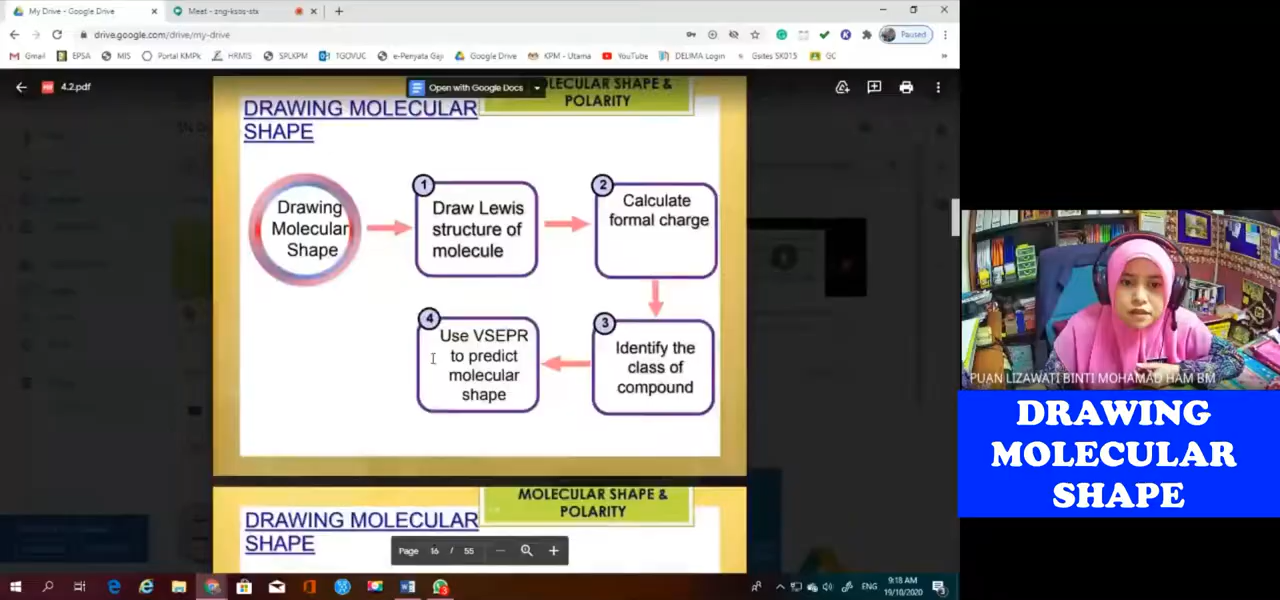 My Drive - Google Drive
Meet - zng-kszs-stx
drive.google.com/drive/my-drive
Paused
Gmail
EPSA
MIS
Portal KMPk
HRMIS
SPLKPM
1GOVUC
e-Penyata Gaji
Google Drive
KPM - Utama
YouTube
DELIMA Login
Gsites SK015
GC
4.2.pdf
Open with Google Docs
MOLECULAR SHAPE &
POLARITY
DRAWING MOLECULAR
SHAPE
Drawing
Molecular
Shape
1
Draw Lewis
structure of
molecule
2
Calculate
formal charge
3
Identify the
class of
compound
4
Use VSEPR
to predict
molecular
shape
MOLECULAR SHAPE &
POLARITY
DRAWING MOLECULAR
SHAPE
Page 16 / 55
PUAN LIZAWATI BINTI MOHAMAD HAM BM
DRAWING
MOLECULAR
SHAPE
ENG
9:18 AM
19/10/2020